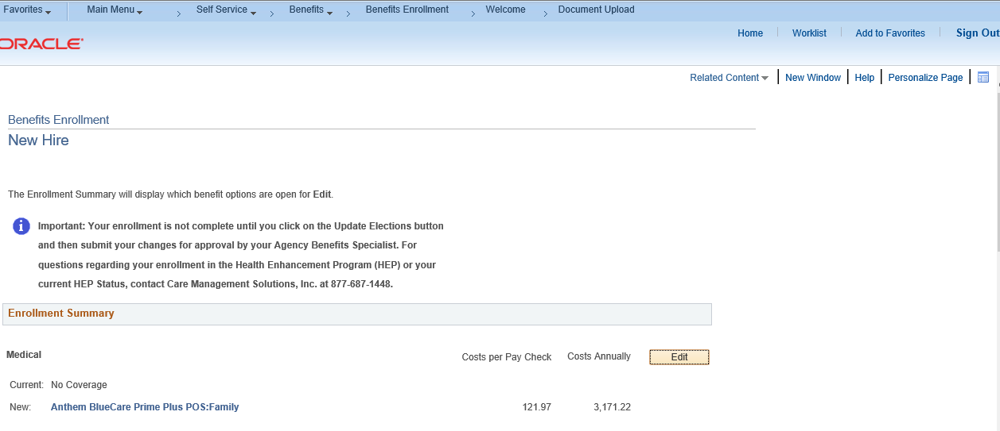 Favorites Main Menu Self Service Benefits Benefits Enrollment Welcome Document Upload
ORACLE
Home Worklist Add to Favorites Sign Out
Related Content New Window Help Personalize Page
Benefits Enrollment
New Hire
The Enrollment Summary will display which benefit options are open for Edit.
Important: Your enrollment is not complete until you click on the Update Elections button
and then submit your changes for approval by your Agency Benefits Specialist. For
questions regarding your enrollment in the Health Enhancement Program (HEP) or your
current HEP Status, contact Care Management Solutions, Inc. at 877-687-1448.
Enrollment Summary
Medical Costs per Pay Check Costs Annually Edit
Current: No Coverage
New: Anthem BlueCare Prime Plus POS:Family 121.97 3,171.22